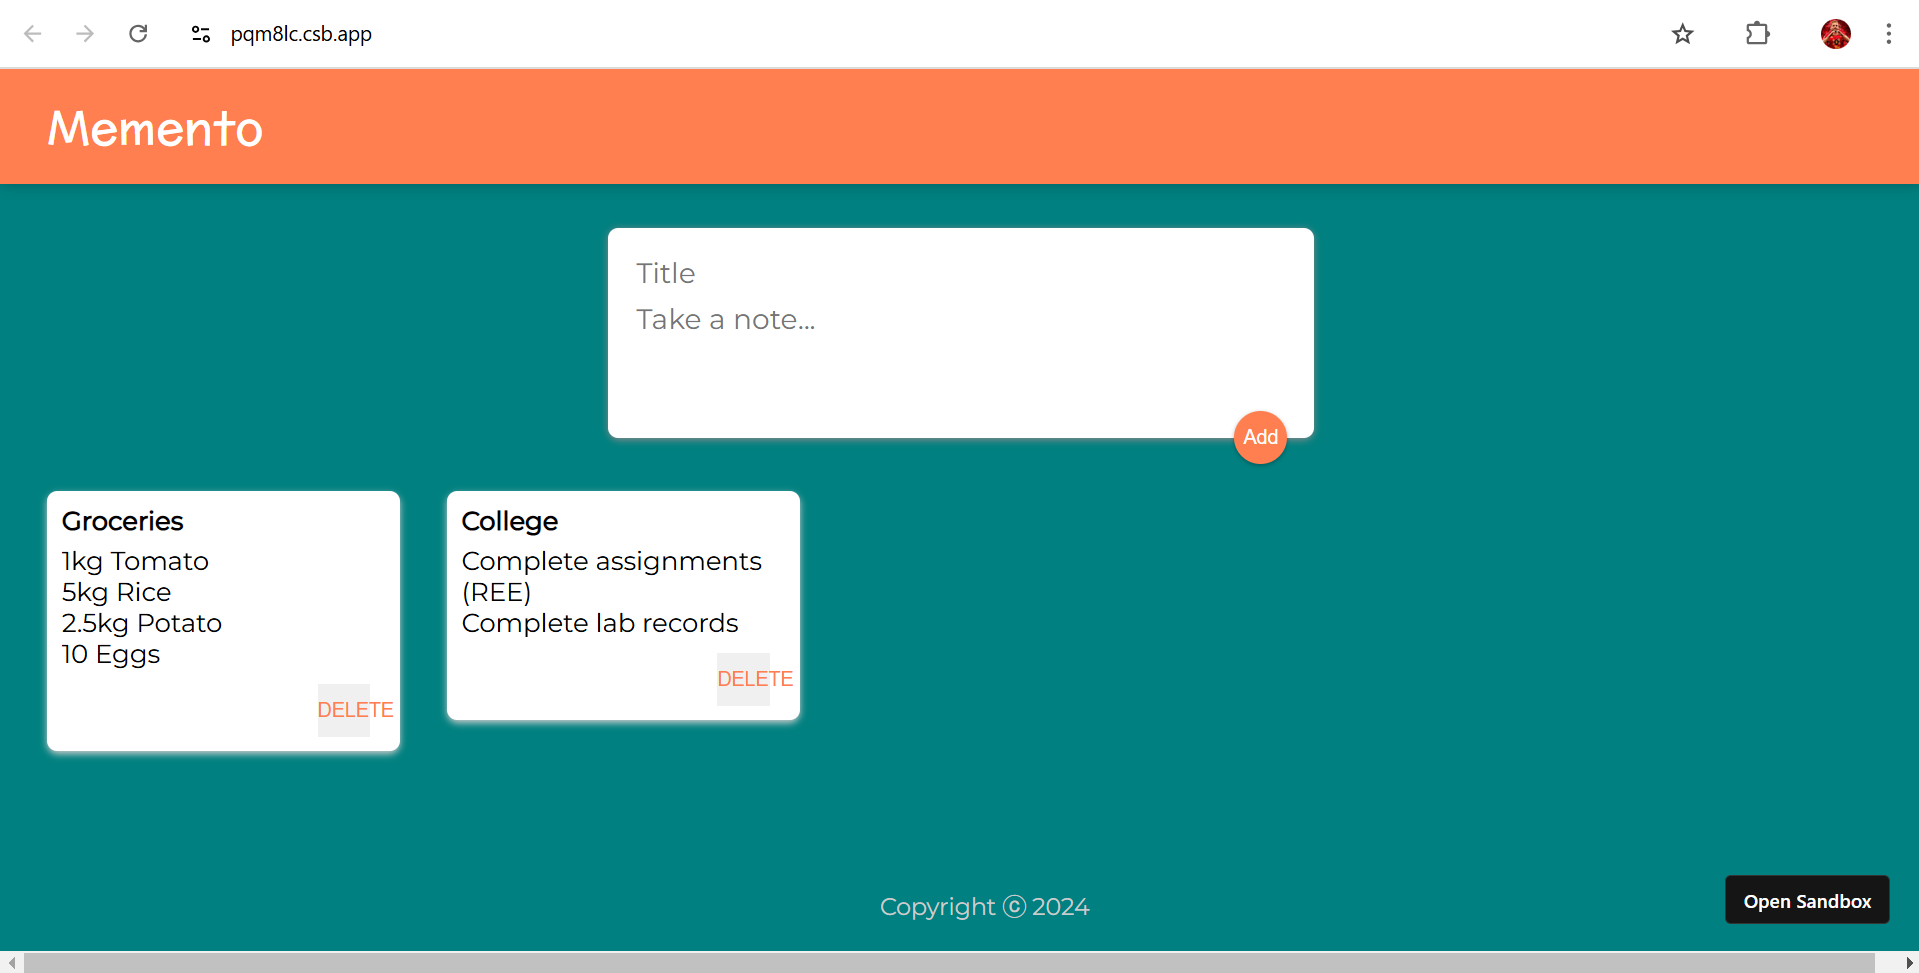 pqm8lc.csb.app
Memento
Title
Take a note...
Add
Groceries
1kg Tomato
5kg Rice
2.5kg Potato
10 Eggs
DELETE
College
Complete assignments
(REE)
Complete lab records
DELETE
Copyright ⓒ 2024
Open Sandbox